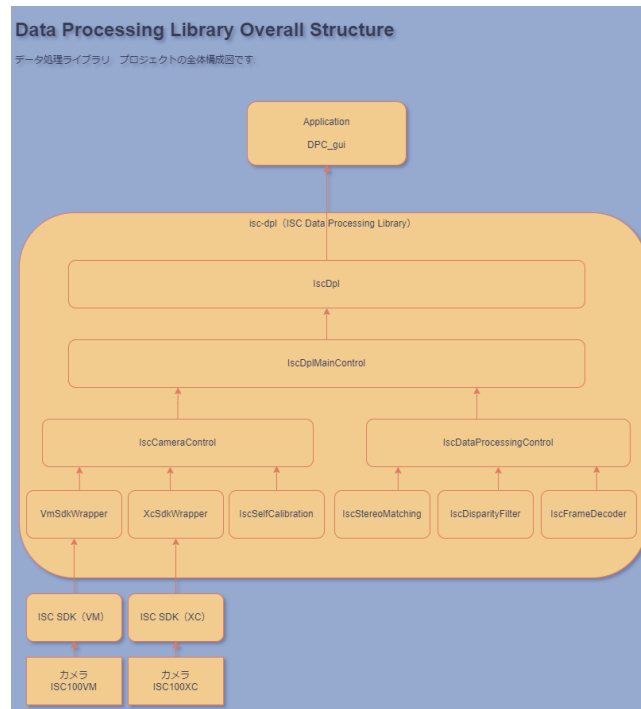 Data Processing Library Overall Structure
データ処理ライブラリ　プロジェクトの全体構成図です.
Application
DPC_gui
isc-dpl（ISC Data Processing Library）
IscDpl
IscDplMainControl
IscCameraControl
IscDataProcessingControl
VmSdkWrapper
XcSdkWrapper
IscSelfCalibration
IscStereoMatching
IscDisparityFilter
IscFrameDecoder
ISC SDK（VM）
ISC SDK（XC）
カメラ
ISC100VM
カメラ
ISC100XC